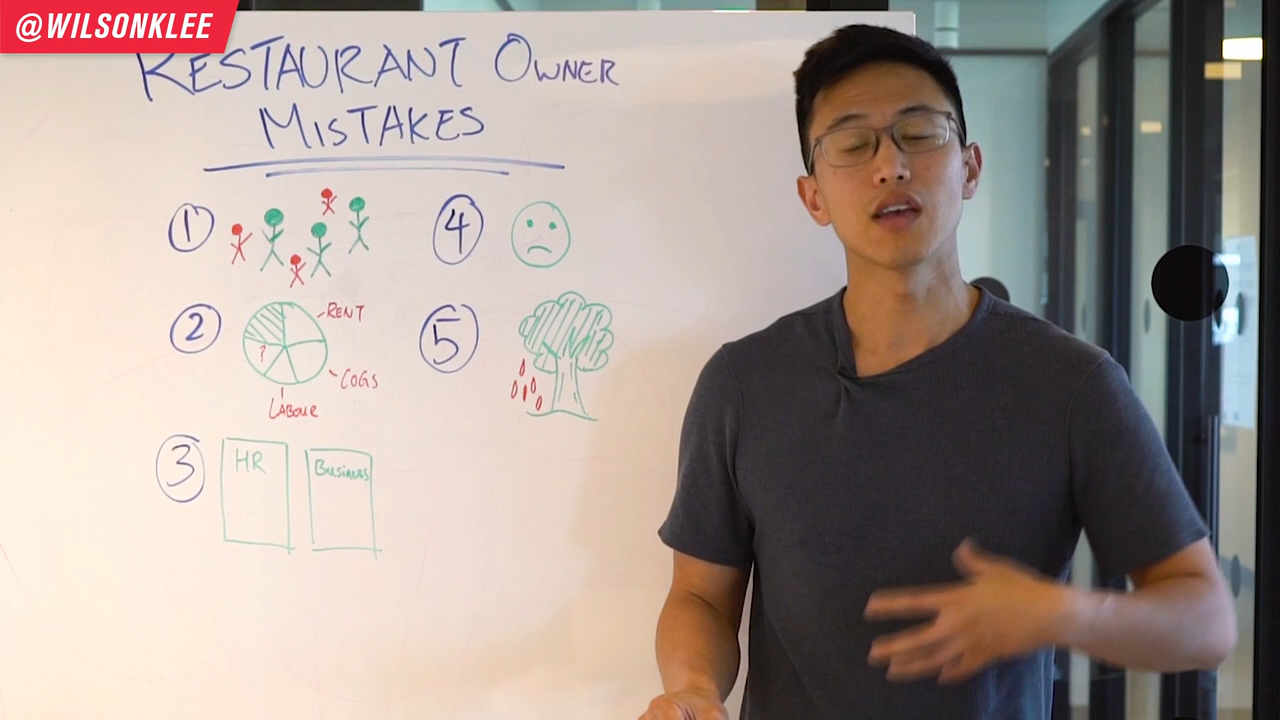 @WILSONKLEE
RESTAURANT OWNER
MISTAKES
1
4
2
RENT
?
COGS
LABOUR
5
3
HR
Business